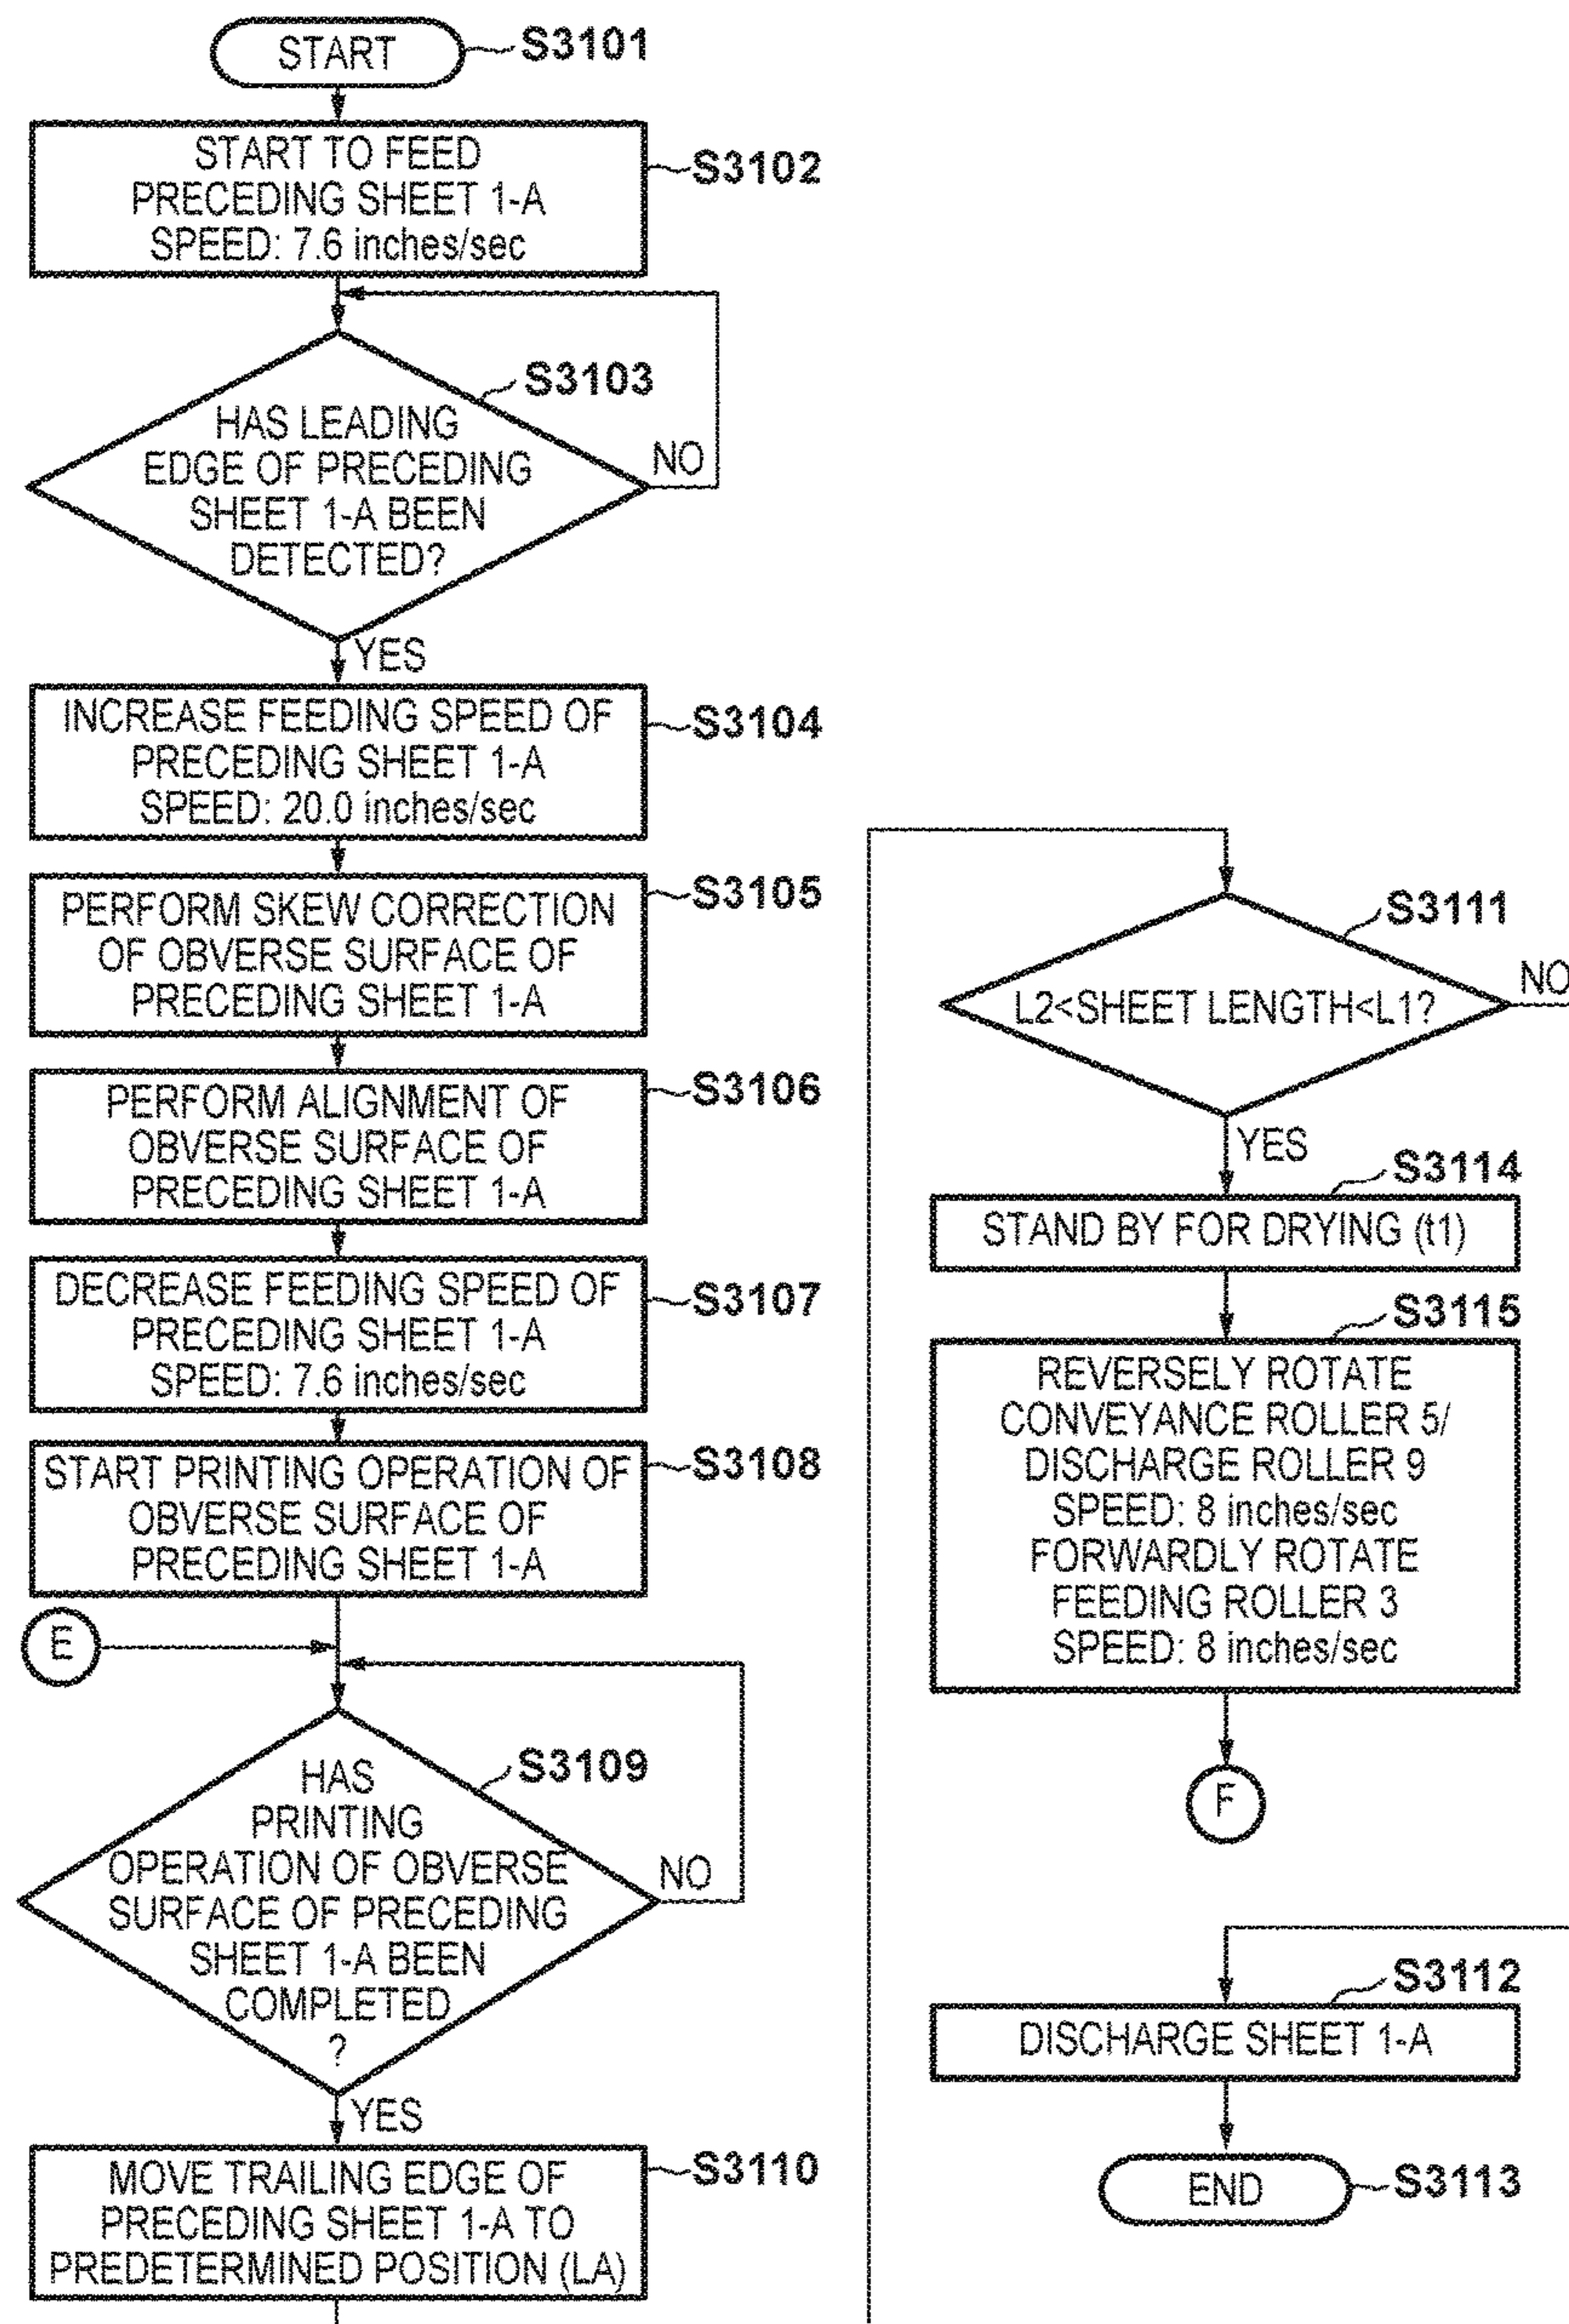 START
S3101
START TO FEED
PRECEDING SHEET 1-A
SPEED: 7.6 inches/sec
S3102
S3103
HAS LEADING
EDGE OF PRECEDING
SHEET 1-A BEEN
DETECTED?
NO
YES
INCREASE FEEDING SPEED OF
PRECEDING SHEET 1-A
SPEED: 20.0 inches/sec
S3104
PERFORM SKEW CORRECTION
OF OBVERSE SURFACE OF
PRECEDING SHEET 1-A
S3105
PERFORM ALIGNMENT OF
OBVERSE SURFACE OF
PRECEDING SHEET 1-A
S3106
DECREASE FEEDING SPEED OF
PRECEDING SHEET 1-A
SPEED: 7.6 inches/sec
S3107
START PRINTING OPERATION OF
OBVERSE SURFACE OF
PRECEDING SHEET 1-A
S3108
E
S3109
HAS
PRINTING
OPERATION OF OBVERSE
SURFACE OF PRECEDING
SHEET 1-A BEEN
COMPLETED
?
NO
YES
MOVE TRAILING EDGE OF
PRECEDING SHEET 1-A TO
PREDETERMINED POSITION (LA)
S3110
S3111
L2<SHEET LENGTH<L1?
NO
YES
S3114
STAND BY FOR DRYING (t1)
S3115
REVERSELY ROTATE
CONVEYANCE ROLLER 5/
DISCHARGE ROLLER 9
SPEED: 8 inches/sec
FORWARDLY ROTATE
FEEDING ROLLER 3
SPEED: 8 inches/sec
F
S3112
DISCHARGE SHEET 1-A
END
S3113